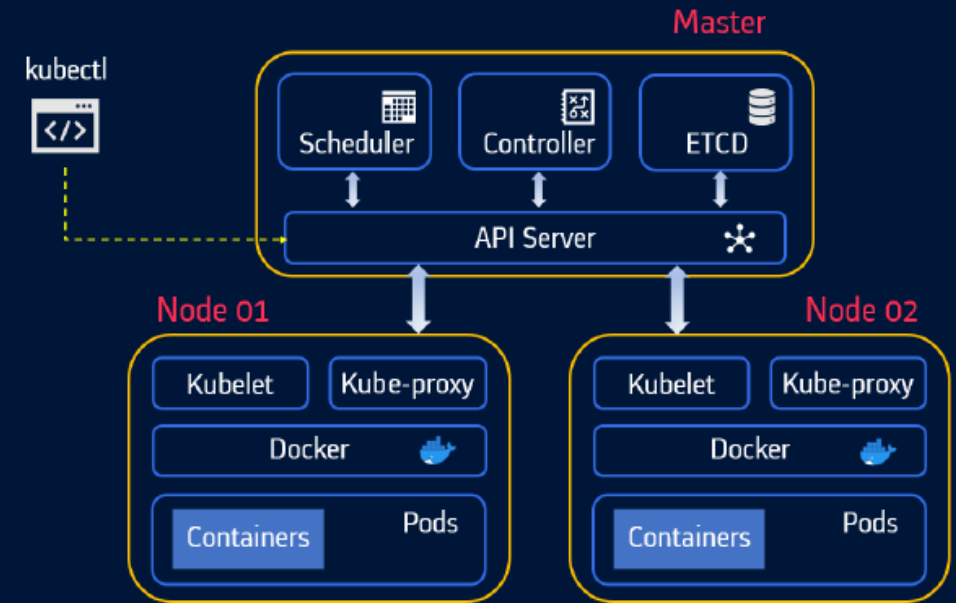 Master
kubectl
</>
Scheduler
Controller
ETCD
API Server
Node 01
Node 02
Kubelet
Kube-proxy
Kubelet
Kube-proxy
Docker
Docker
Containers
Pods
Containers
Pods